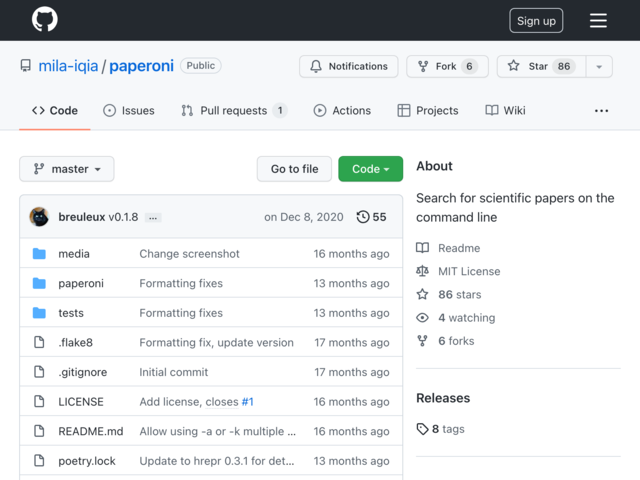 Sign up
mila-iqia / paperoni Public
Notifications
Fork 6
Star 86
Code
Issues
Pull requests 1
Actions
Projects
Wiki
...
master
Go to file
Code
breuleux v0.1.8 ...
on Dec 8, 2020
55
media Change screenshot 16 months ago
paperoni Formatting fixes 13 months ago
tests Formatting fixes 13 months ago
.flake8 Formatting fix, update version 17 months ago
.gitignore Initial commit 17 months ago
LICENSE Add license, closes #1 16 months ago
README.md Allow using -a or -k multiple ... 16 months ago
poetry.lock Update to hrepr 0.3.1 for det... 13 months ago
About
Search for scientific papers on the
command line
Readme
MIT License
86 stars
4 watching
6 forks
Releases
8 tags